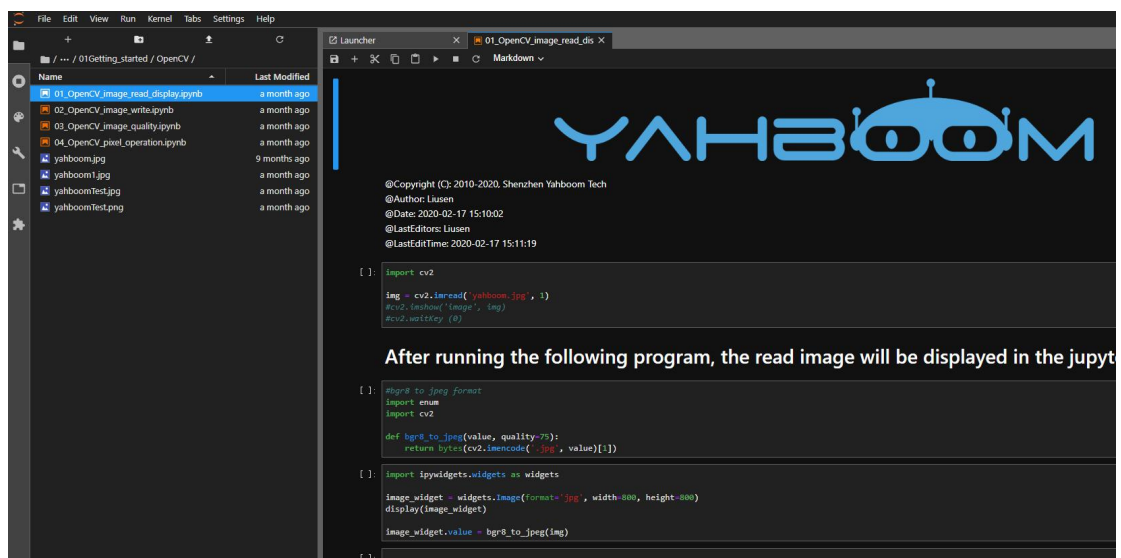 File Edit View Run Kernel Tabs Settings Help
/ ··· / 01Getting_started / OpenCV /
Name Last Modified
01_OpenCV_image_read_display.ipynb a month ago
02_OpenCV_image_write.ipynb a month ago
03_OpenCV_image_quality.ipynb a month ago
04_OpenCV_pixel_operation.ipynb a month ago
yahboom.jpg 9 months ago
yahboom1.jpg a month ago
yahboomTest.jpg a month ago
yahboomTest.png a month ago
Launcher 01_OpenCV_image_read_dis
Markdown
YAHBOOM
@Copyright (C): 2010-2020, Shenzhen Yahboom Tech
@Author: Liusen
@Date: 2020-02-17 15:10:02
@LastEditors: Liusen
@LastEditTime: 2020-02-17 15:11:19
[ ]: import cv2
img = cv2.imread('yahboom.jpg', 1)
#cv2.imshow('image', img)
#cv2.waitKey (0)
After running the following program, the read image will be displayed in the jupyt
[ ]: #bgr8 to jpeg format
import enum
import cv2
def bgr8_to_jpeg(value, quality=75):
return bytes(cv2.imencode('.jpg', value)[1])
[ ]: import ipywidgets.widgets as widgets
image_widget = widgets.Image(format='jpg', width=800, height=800)
display(image_widget)
image_widget.value = bgr8_to_jpeg(img)
[ ]: